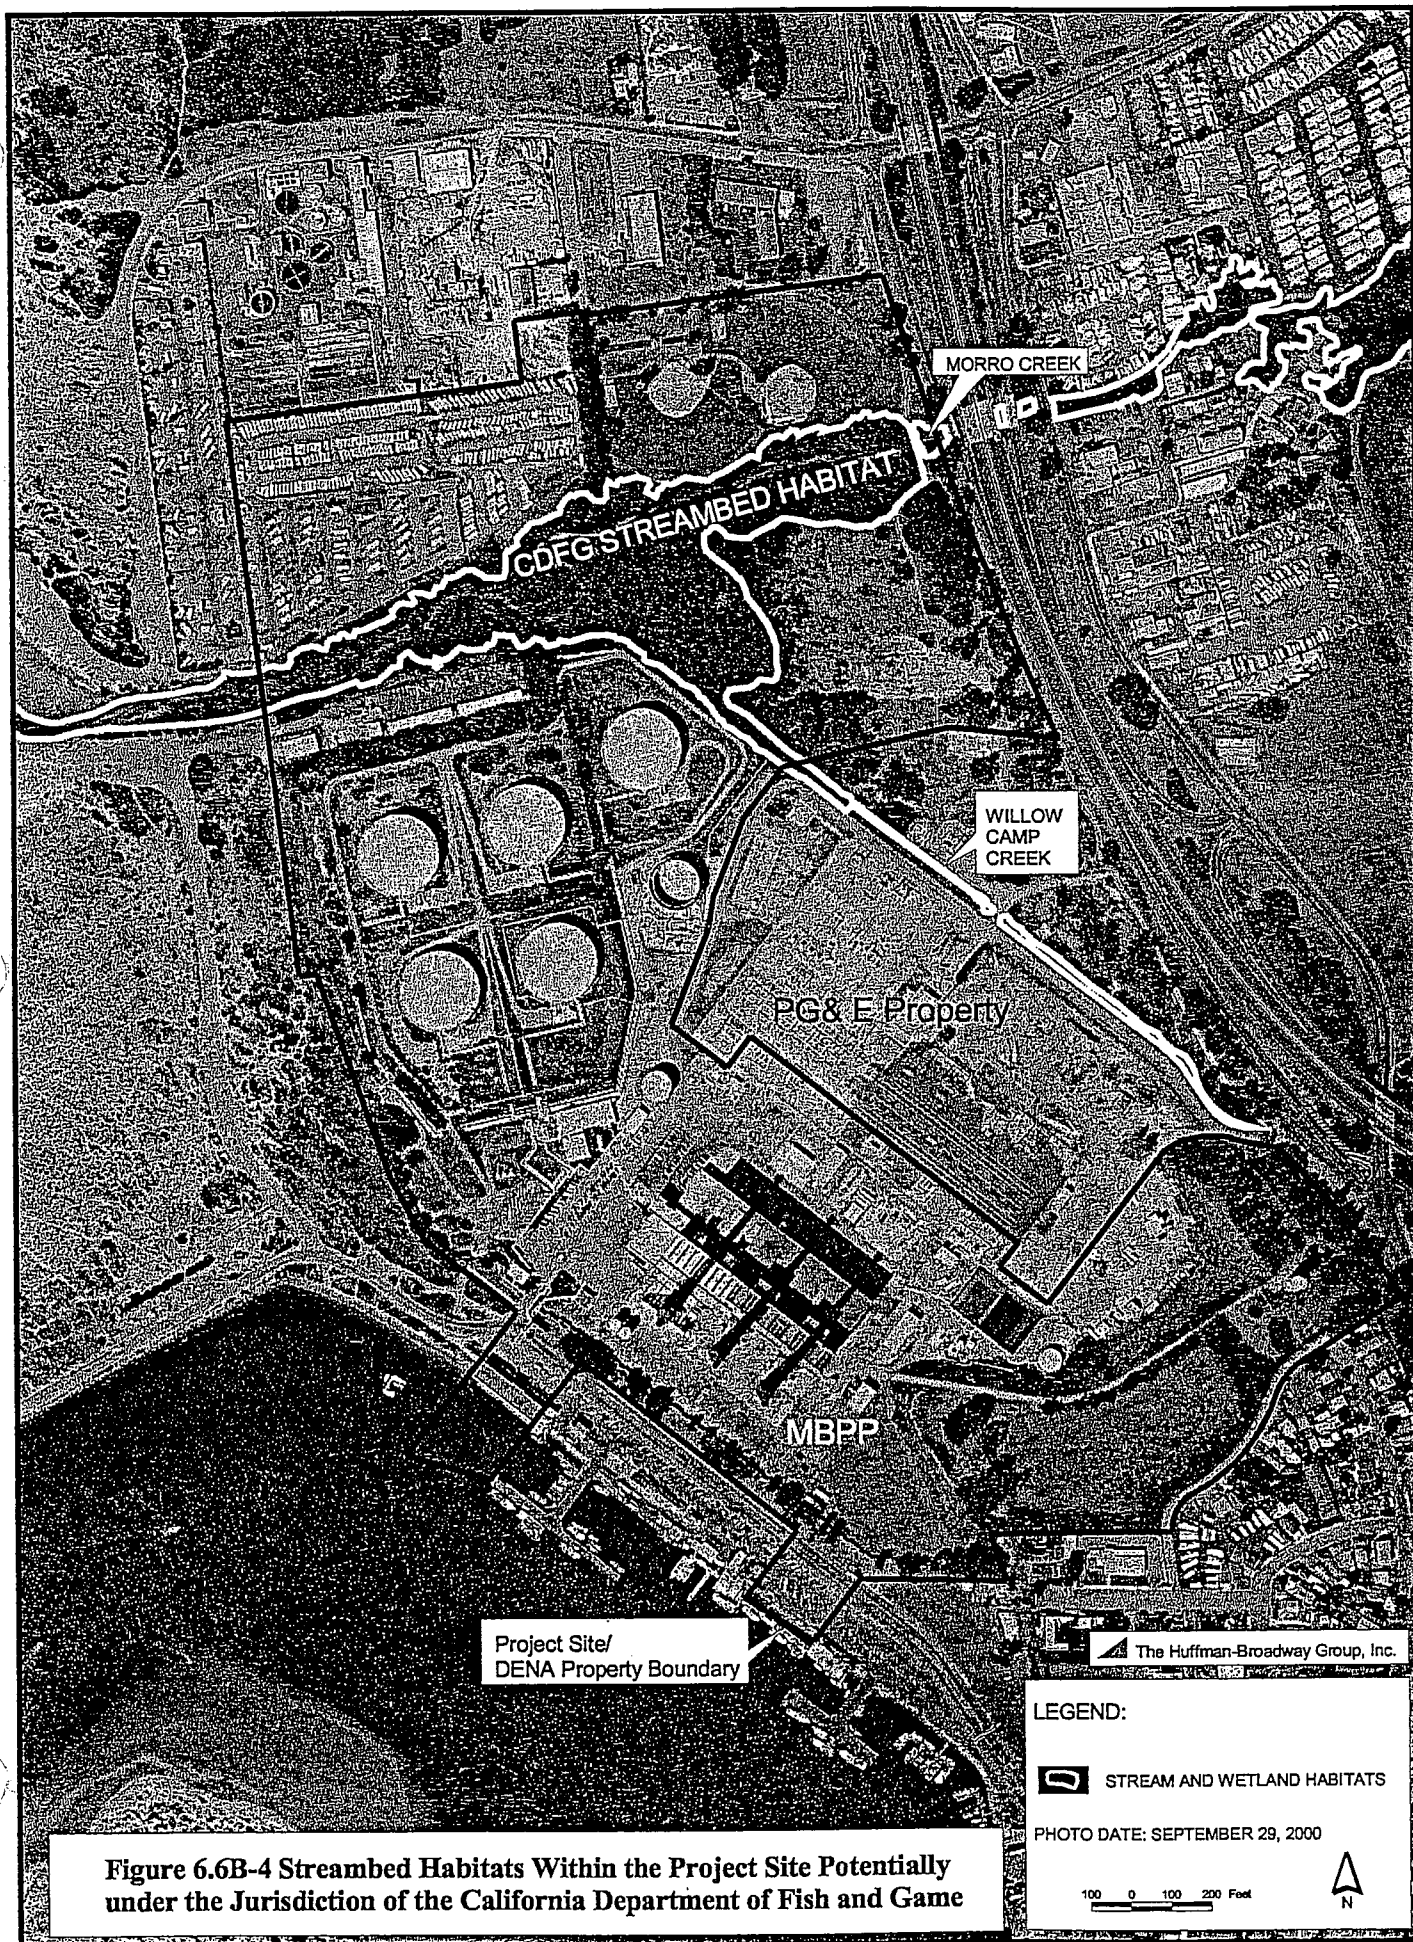 MORRO CREEK
CDFG STREAMBED HABITAT
WILLOW
CAMP
CREEK
PG& E Property
MBPP
Project Site/
DENA Property Boundary
The Huffman-Broadway Group, Inc.
LEGEND:
STREAM AND WETLAND HABITATS
PHOTO DATE: SEPTEMBER 29, 2000
100 0 100 200 Feet
N
Figure 6.6B-4 Streambed Habitats Within the Project Site Potentially
under the Jurisdiction of the California Department of Fish and Game